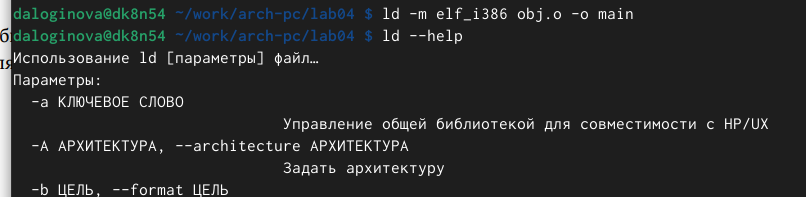 daloginova@dk8n54 ~/work/arch-pc/lab04 $ ld -m elf_i386 obj.o -o main
daloginova@dk8n54 ~/work/arch-pc/lab04 $ ld --help
Использование ld [параметры] файл…
Параметры:
-a КЛЮЧЕВОЕ СЛОВО
Управление общей библиотекой для совместимости с HP/UX
-A АРХИТЕКТУРА, --architecture АРХИТЕКТУРА
Задать архитектуру
-b ЦЕЛЬ, --format ЦЕЛЬ